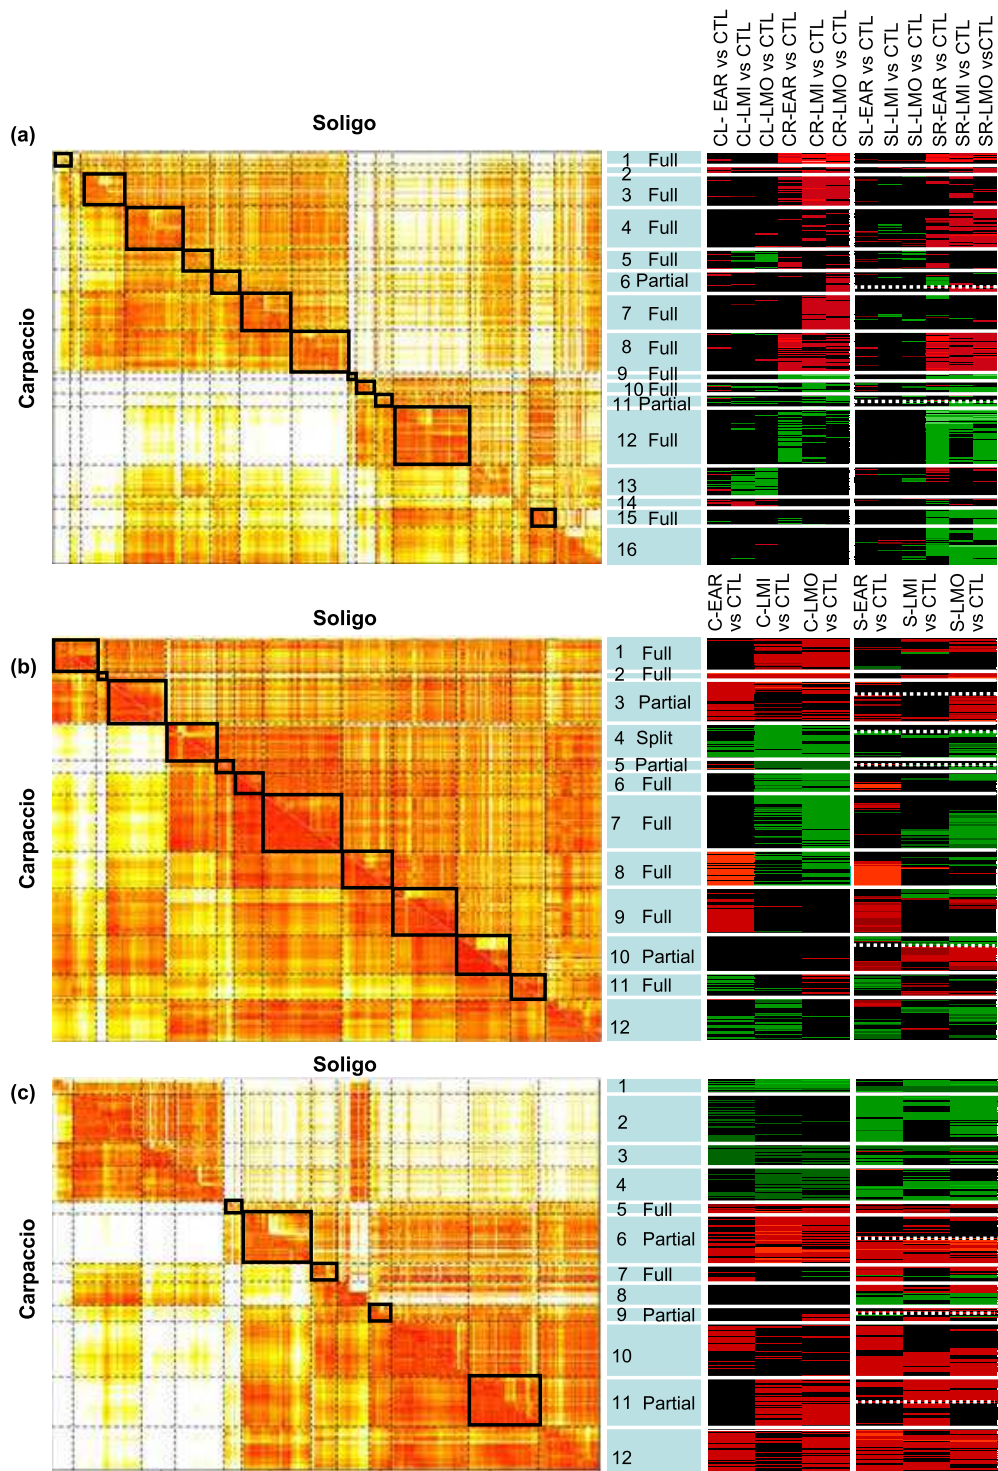 CL- EAR vs CTL
CL-LMI vs CTL
CL-LMO vs CTL
CR-EAR vs CTL
CR-LMI vs CTL
CR-LMO vs CTL
SL-EAR vs CTL
SL-LMI vs CTL
SL-LMO vs CTL
SR-EAR vs CTL
SR-LMI vs CTL
SR-LMO vsCTL
(a)
Soligo
Carpaccio
1 Full
2
3 Full
4 Full
5 Full
6 Partial
7 Full
8 Full
9 Full
10 Full
11 Partial
12 Full
13
14
15 Full
16
C-EAR
vs CTL
C-LMI
vs CTL
C-LMO
vs CTL
S-EAR
vs CTL
S-LMI
vs CTL
S-LMO
vs CTL
(b)
Soligo
Carpaccio
1 Full
2 Full
3 Partial
4 Split
5 Partial
6 Full
7 Full
8 Full
9 Full
10 Partial
11 Full
12
(c)
Soligo
Carpaccio
1
2
3
4
5 Full
6 Partial
7 Full
8
9 Partial
10
11 Partial
12